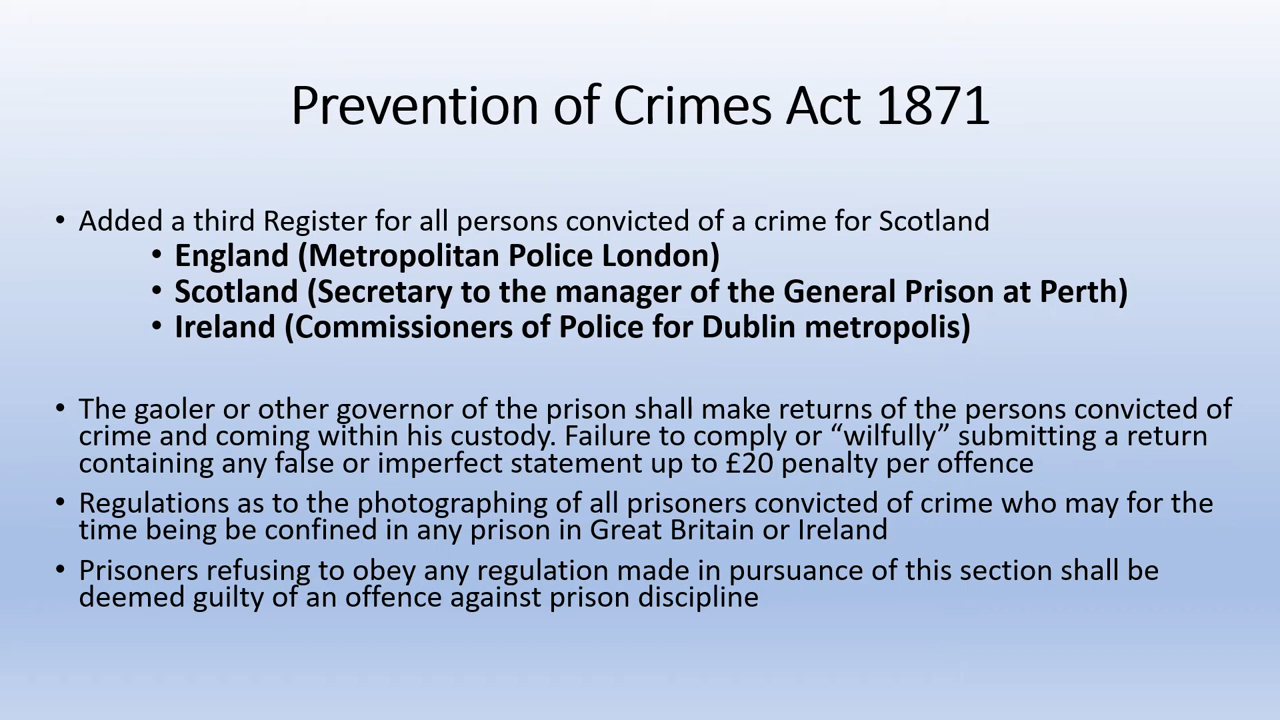 Prevention of Crimes Act 1871
• Added a third Register for all persons convicted of a crime for Scotland
• England (Metropolitan Police London)
• Scotland (Secretary to the manager of the General Prison at Perth)
• Ireland (Commissioners of Police for Dublin metropolis)
• The gaoler or other governor of the prison shall make returns of the persons convicted of
crime and coming within his custody. Failure to comply or “wilfully” submitting a return
containing any false or imperfect statement up to £20 penalty per offence
• Regulations as to the photographing of all prisoners convicted of crime who may for the
time being be confined in any prison in Great Britain or Ireland
• Prisoners refusing to obey any regulation made in pursuance of this section shall be
deemed guilty of an offence against prison discipline